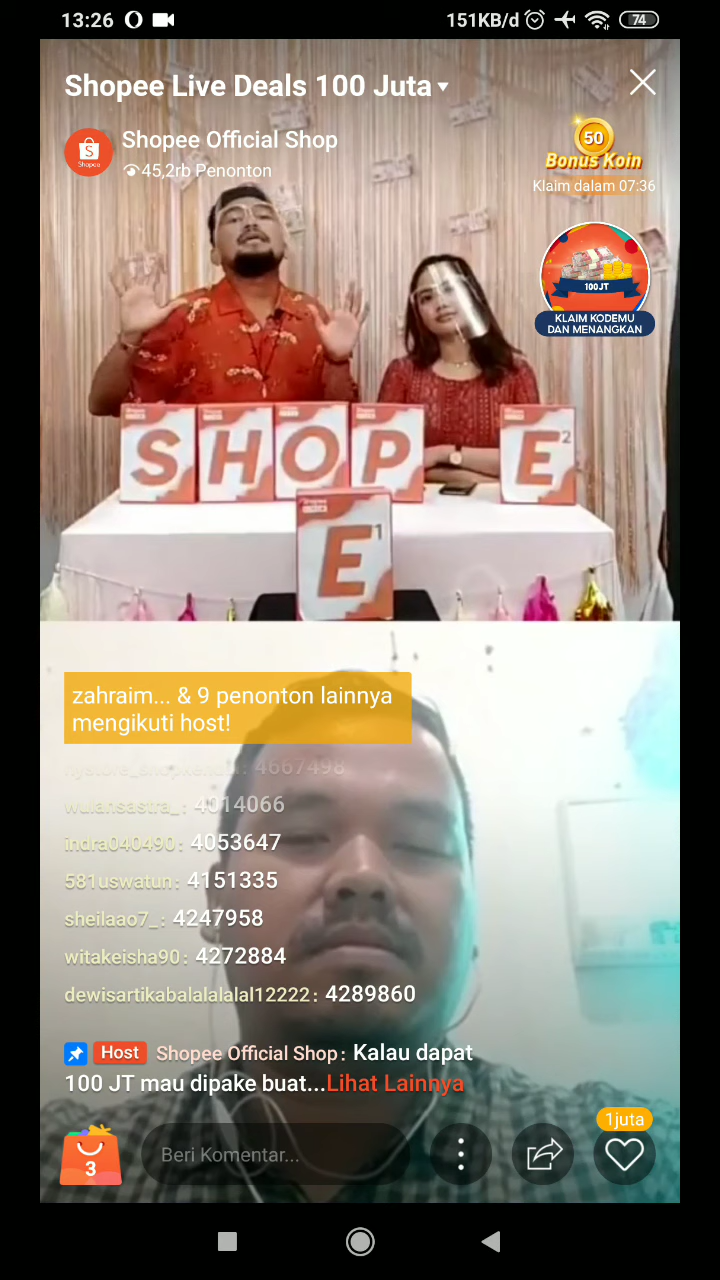 13:26
151KB/d
74
Shopee Live Deals 100 Juta
Shopee Official Shop
45,2rb Penonton
50
Bonus Koin
Klaim dalam 07:36
100JT
KLAIM KODEMU
DAN MENANGKAN
S H O P E 2
E 1
zahraim... & 9 penonton lainnya
mengikuti host!
4667498
wulansastra_: 4014066
indra040490: 4053647
581uswatun: 4151335
sheilaao7_: 4247958
witakeisha90: 4272884
dewisartikabalalalalal12222: 4289860
Host Shopee Official Shop: Kalau dapat
100 JT mau dipake buat...Lihat Lainnya
1juta
3
Beri Komentar...